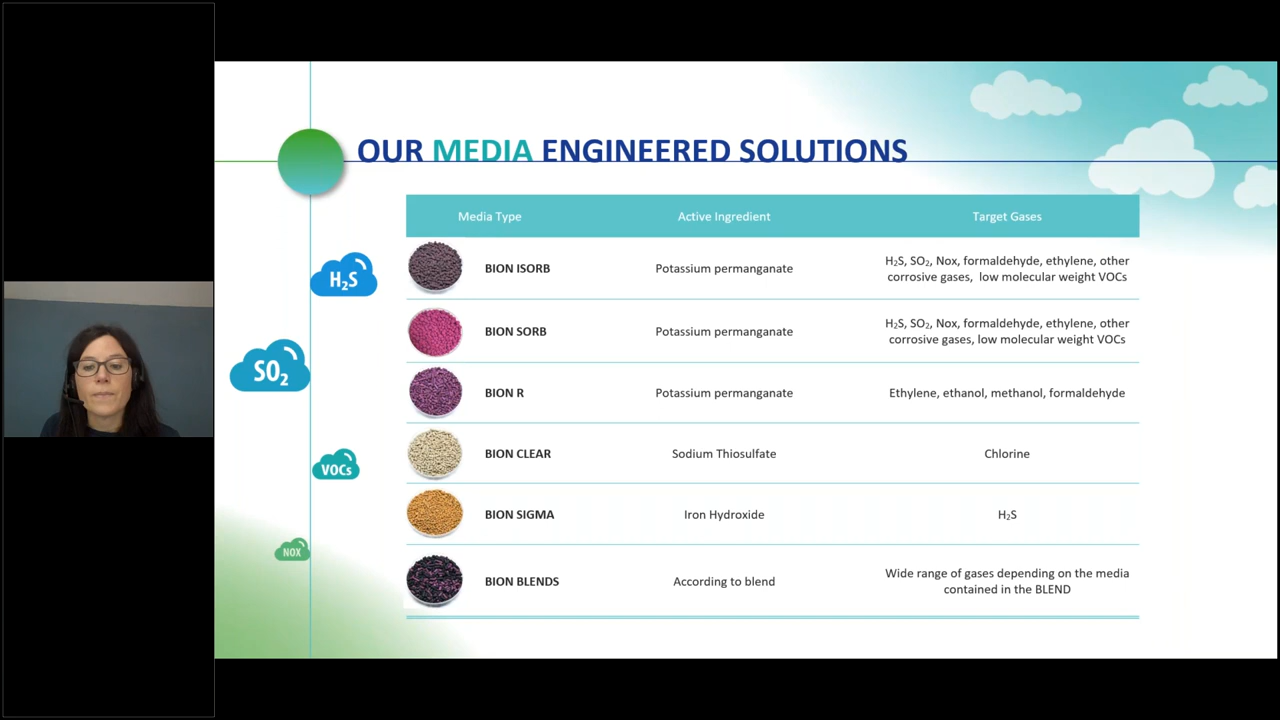 OUR MEDIA ENGINEERED SOLUTIONS
Media Type Active Ingredient Target Gases
BION ISORB Potassium permanganate H₂S, SO₂, Nox, formaldehyde, ethylene, other
corrosive gases, low molecular weight VOCs
BION SORB Potassium permanganate H₂S, SO₂, Nox, formaldehyde, ethylene, other
corrosive gases, low molecular weight VOCs
BION R Potassium permanganate Ethylene, ethanol, methanol, formaldehyde
BION CLEAR Sodium Thiosulfate Chlorine
BION SIGMA Iron Hydroxide H₂S
BION BLENDS According to blend Wide range of gases depending on the media
contained in the BLEND
H₂S
SO₂
VOCs
NOX